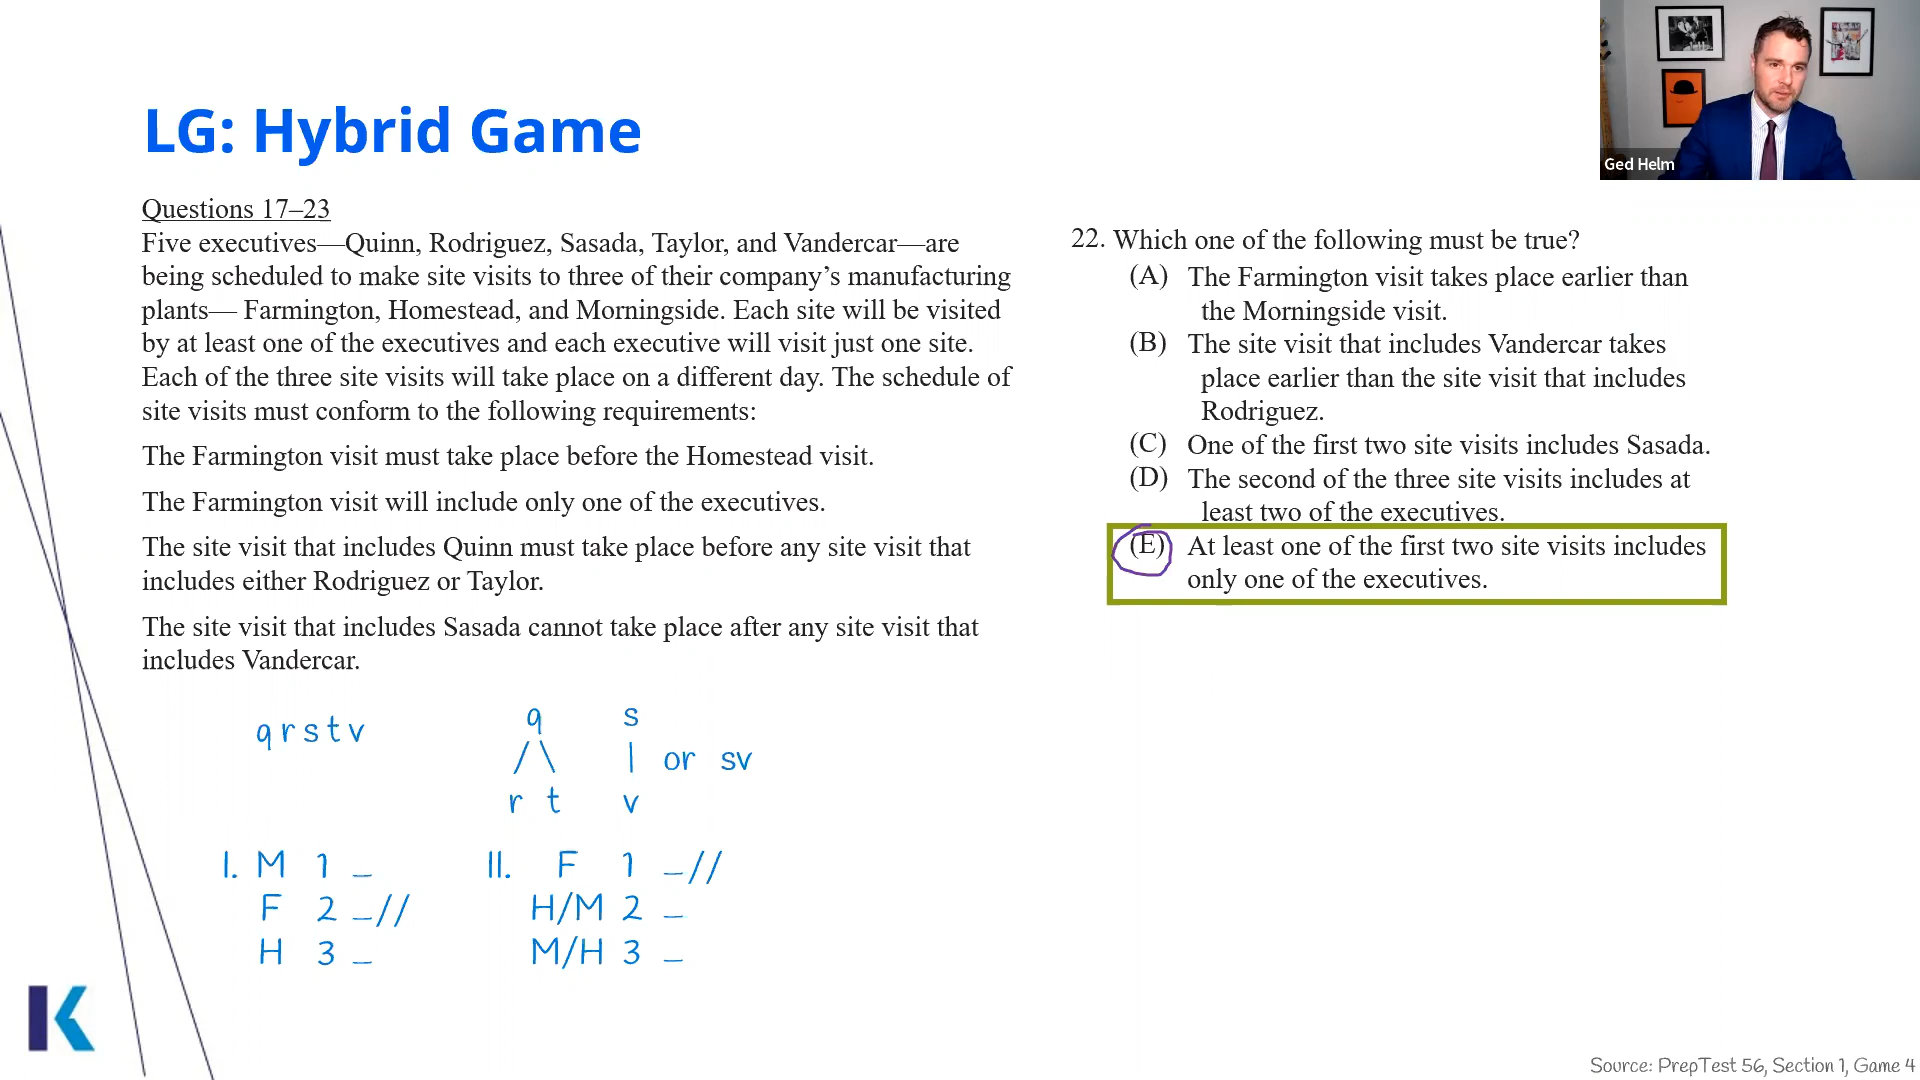 LG: Hybrid Game
Ged Helm
Questions 17–23
Five executives—Quinn, Rodriguez, Sasada, Taylor, and Vandercar—are
being scheduled to make site visits to three of their company’s manufacturing
plants— Farmington, Homestead, and Morningside. Each site will be visited
by at least one of the executives and each executive will visit just one site.
Each of the three site visits will take place on a different day. The schedule of
site visits must conform to the following requirements:
The Farmington visit must take place before the Homestead visit.
The Farmington visit will include only one of the executives.
The site visit that includes Quinn must take place before any site visit that
includes either Rodriguez or Taylor.
The site visit that includes Sasada cannot take place after any site visit that
includes Vandercar.
q r s t v
q s
/ \ | or sv
r t v
I. M 1 _
F 2 _//
H 3 _
II. F 1 _//
H/M 2 _
M/H 3 _
22. Which one of the following must be true?
(A) The Farmington visit takes place earlier than
the Morningside visit.
(B) The site visit that includes Vandercar takes
place earlier than the site visit that includes
Rodriguez.
(C) One of the first two site visits includes Sasada.
(D) The second of the three site visits includes at
least two of the executives.
(E) At least one of the first two site visits includes
only one of the executives.
K
Source: PrepTest 56, Section 1, Game 4